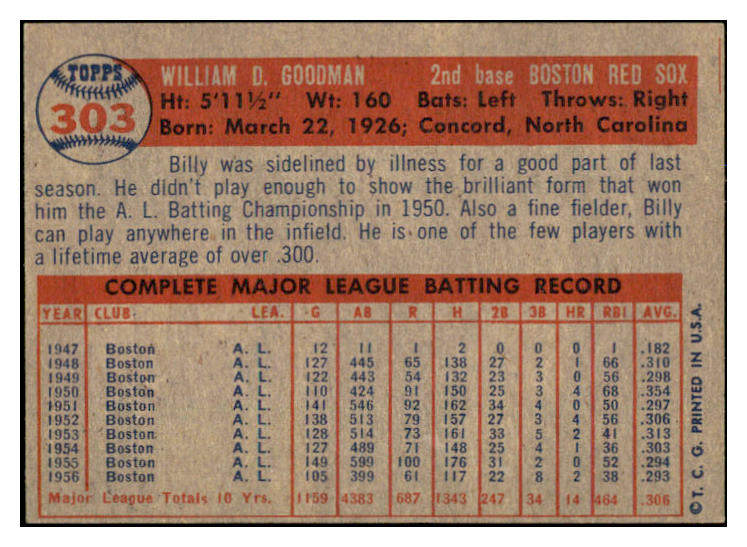 TOPPS
303
WILLIAM D. GOODMAN 2nd base BOSTON RED SOX
Ht: 5'11½" Wt: 160 Bats: Left Throws: Right
Born: March 22, 1926; Concord, North Carolina
Billy was sidelined by illness for a good part of last
season. He didn't play enough to show the brilliant form that won
him the A. L. Batting Championship in 1950. Also a fine fielder, Billy
can play anywhere in the infield. He is one of the few players with
a lifetime average of over .300.
COMPLETE MAJOR LEAGUE BATTING RECORD
YEAR CLUB LEA. G AB R H 2B 3B HR RBI AVG.
1947 Boston A. L. 12 11 1 2 0 0 0 1 .182
1948 Boston A. L. 127 445 65 138 27 2 1 66 .310
1949 Boston A. L. 122 443 54 132 23 3 0 56 .298
1950 Boston A. L. 110 424 91 150 25 3 4 68 .354
1951 Boston A. L. 141 546 92 162 34 4 0 50 .297
1952 Boston A. L. 138 513 79 157 27 3 4 56 .306
1953 Boston A. L. 128 514 73 161 33 5 2 41 .313
1954 Boston A. L. 127 489 71 148 25 4 1 36 .303
1955 Boston A. L. 149 599 100 176 31 2 0 52 .294
1956 Boston A. L. 105 399 61 117 22 8 2 38 .293
Major League Totals 10 Yrs. 1159 4383 687 1343 247 34 14 464 .306
© T. C. G. PRINTED IN U.S.A.